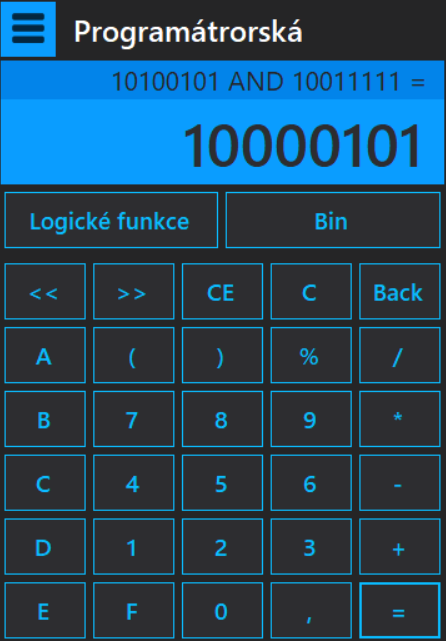 Programátrorská
10100101 AND 10011111 =
10000101
Logické funkce Bin
<< >> CE C Back
A ( ) % /
B 7 8 9 *
C 4 5 6 -
D 1 2 3 +
E F 0 , =